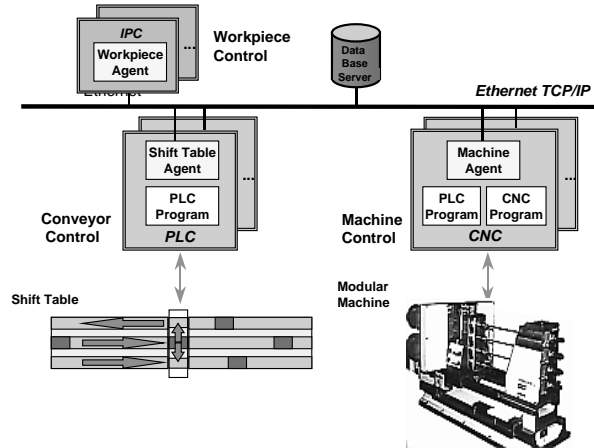 IPC
Workpiece
Agent
...
Workpiece
Control
Data
Base
Server
Ethernet
Ethernet TCP/IP
Shift Table
Agent
PLC
Program
PLC
...
Conveyor
Control
Machine
Agent
PLC
Program
CNC
Program
CNC
...
Machine
Control
Shift Table
Modular
Machine